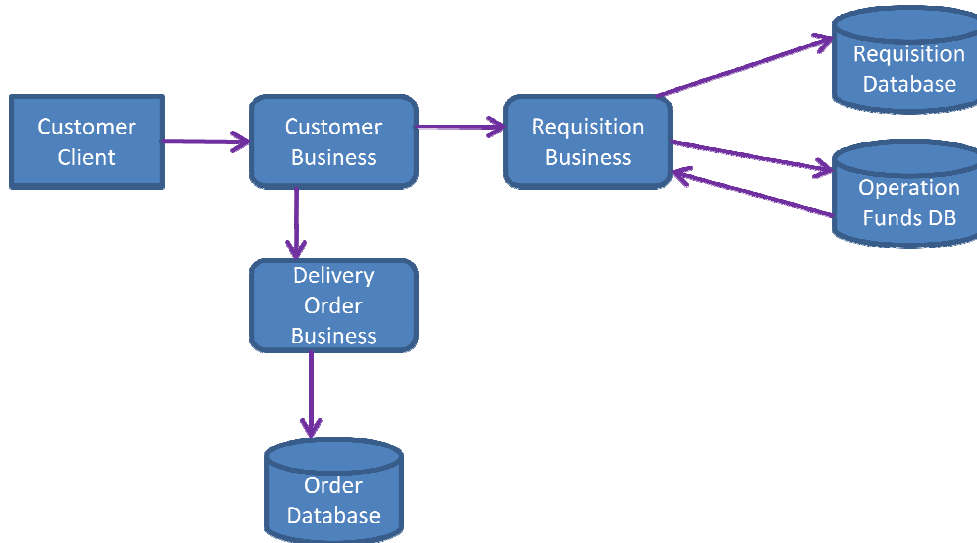 Customer
Client
Customer
Business
Requisition
Business
Requisition
Database
Operation
Funds DB
Delivery
Order
Business
Order
Database